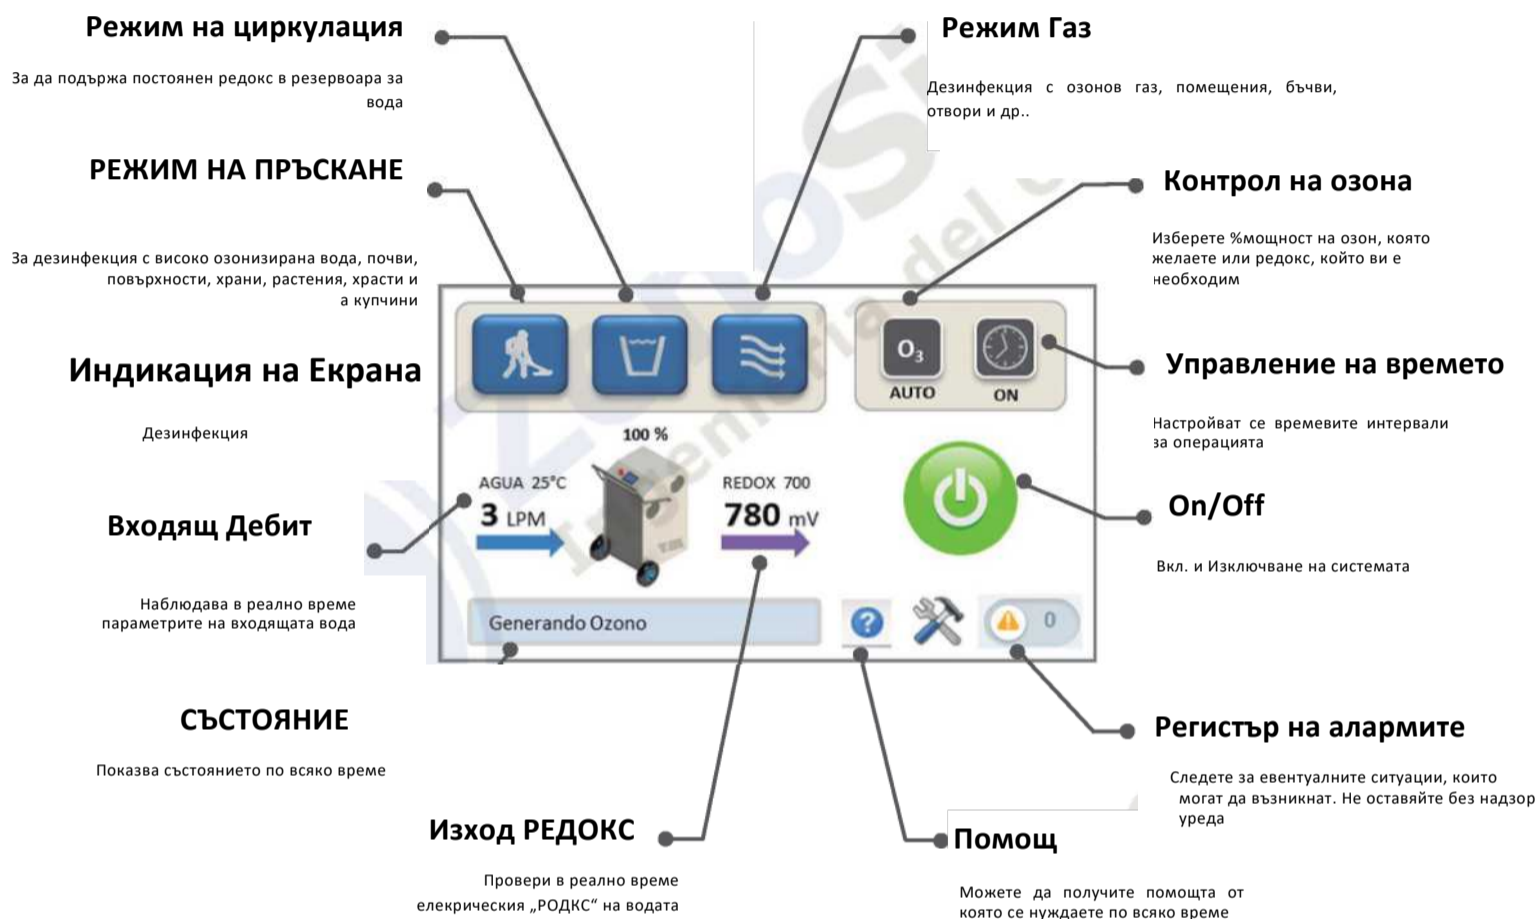 Режим на циркулация
За да подържа постоянен редокс в резервоара за
вода
РЕЖИМ НА ПРЪСКАНЕ
За дезинфекция с високо озонизирана вода, почви,
повърхности, храни, растения, храсти и
а купчини
Индикация на Екрана
Дезинфекция
Входящ Дебит
Наблюдава в реално време
параметрите на входящата вода
СЪСТОЯНИЕ
Показва състоянието по всяко време
Изход РЕДОКС
Провери в реално време
елекрическия „РОДКС“ на водата
Режим Газ
Дезинфекция с озонов газ, помещения, бъчви,
отвори и др..
Контрол на озона
Изберете %мощност на озон, която
желаете или редокс, който ви е
необходим
Управление на времето
Настройват се времевите интервали
за операцията
On/Off
Вкл. и Изключване на системата
Регистър на алармите
Следете за евентуалните ситуации, които
могат да възникнат. Не оставяйте без надзор
уреда
Помощ
Можете да получите помощта от
която се нуждаете по всяко време
O3
AUTO
ON
100 %
AGUA 25°C
3 LPM
REDOX 700
780 mV
Generando Ozono
?
0